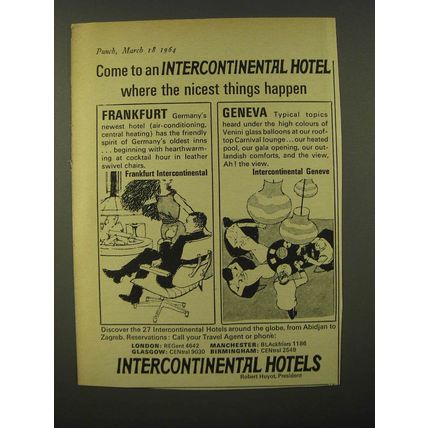 Punch, March 18 1964
Come to an INTERCONTINENTAL HOTEL
where the nicest things happen
FRANKFURT Germany's
newest hotel (air-conditioning,
central heating) has the friendly
spirit of Germany's oldest inns
... beginning with hearthwarm-
ing at cocktail hour in leather
swivel chairs.
Frankfurt Intercontinental
GENEVA Typical topics
heard under the high colours of
Venini glass balloons at our roof-
top Carnival lounge... our heated
pool, our gala opening, our out-
landish comforts, and the view,
Ah! the view.
Intercontinental Geneve
Discover the 27 Intercontinental Hotels around the globe, from Abidjan to
Zagreb. Reservations: Call your Travel Agent or phone:
LONDON: REGent 4642 MANCHESTER: BLAckfriars 1186
GLASGOW: CENtral 9030 BIRMINGHAM: CENtral 2549
INTERCONTINENTAL HOTELS
Robert Huyot, President